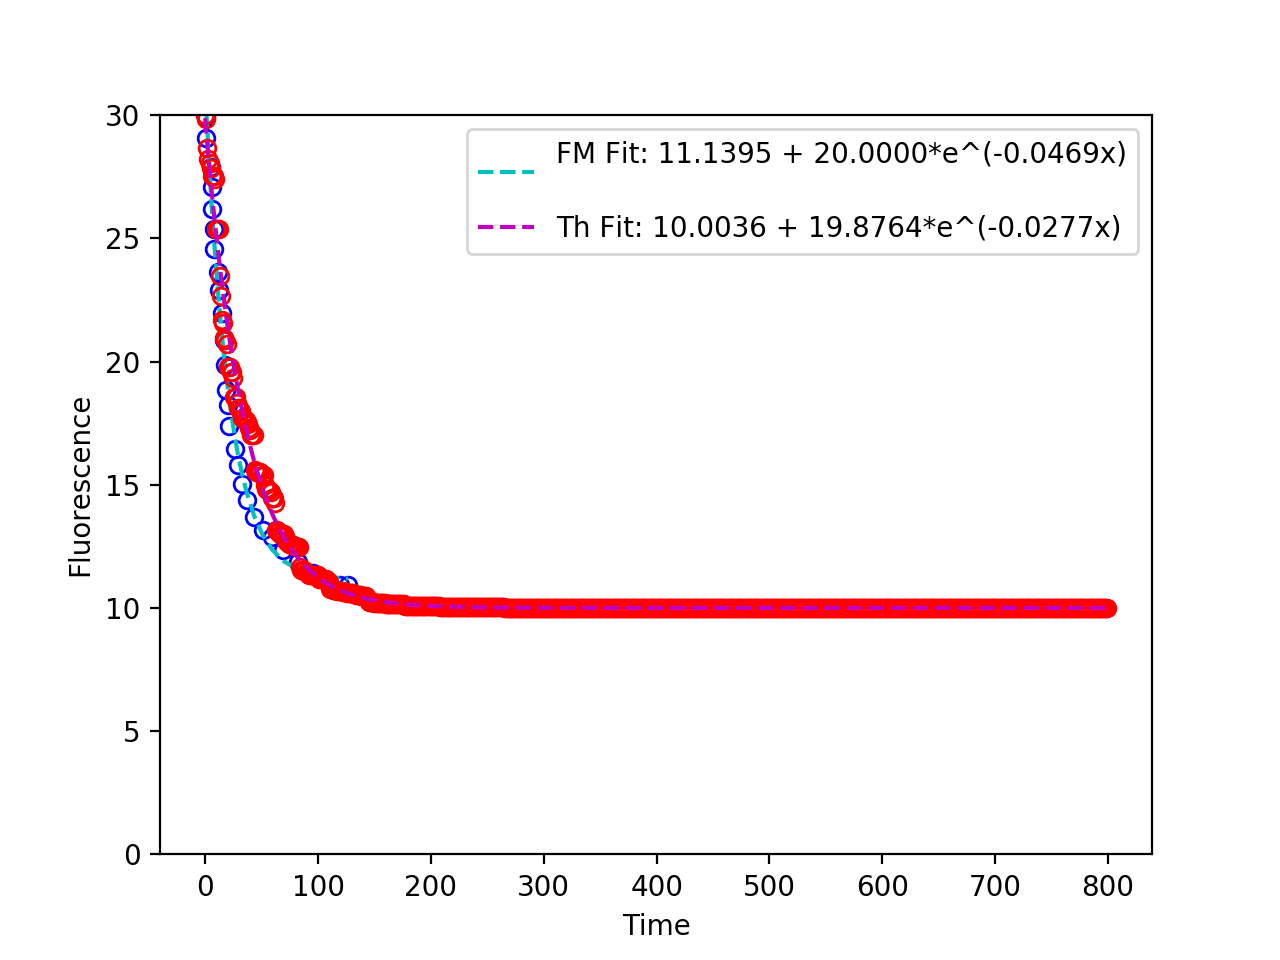 30
25
20
15
10
5
0
Fluorescence
FM Fit: 11.1395 + 20.0000*e^(-0.0469x)
Th Fit: 10.0036 + 19.8764*e^(-0.0277x)
0 100 200 300 400 500 600 700 800
Time